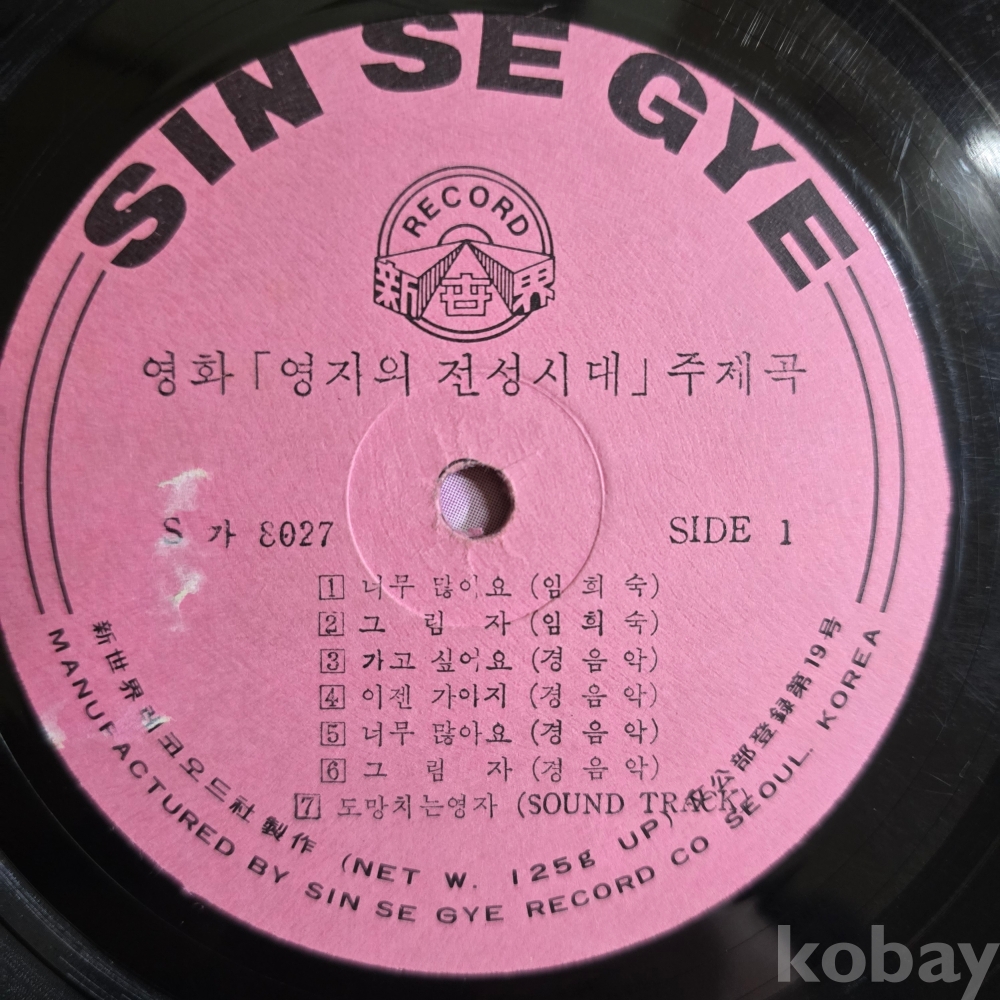 SIN SE GYE
RECORD
新世界
영화「영자의 전성시대」주제곡
S 가 8027
SIDE 1
1 너무 많아요 (임 희 숙)
2 그 림 자 (임 희 숙)
3 가고 싶어요 (경 음 악)
4 이젠 가야지 (경 음 악)
5 너무 많아요 (경 음 악)
6 그 림 자 (경 음 악)
7 도망치는영자 (SOUND TRACK)
新世界레코오드社製作 (NET W. 125g UP) 公部登録第19号
MANUFACTURED BY SIN SE GYE RECORD CO SEOUL. KOREA
kobay